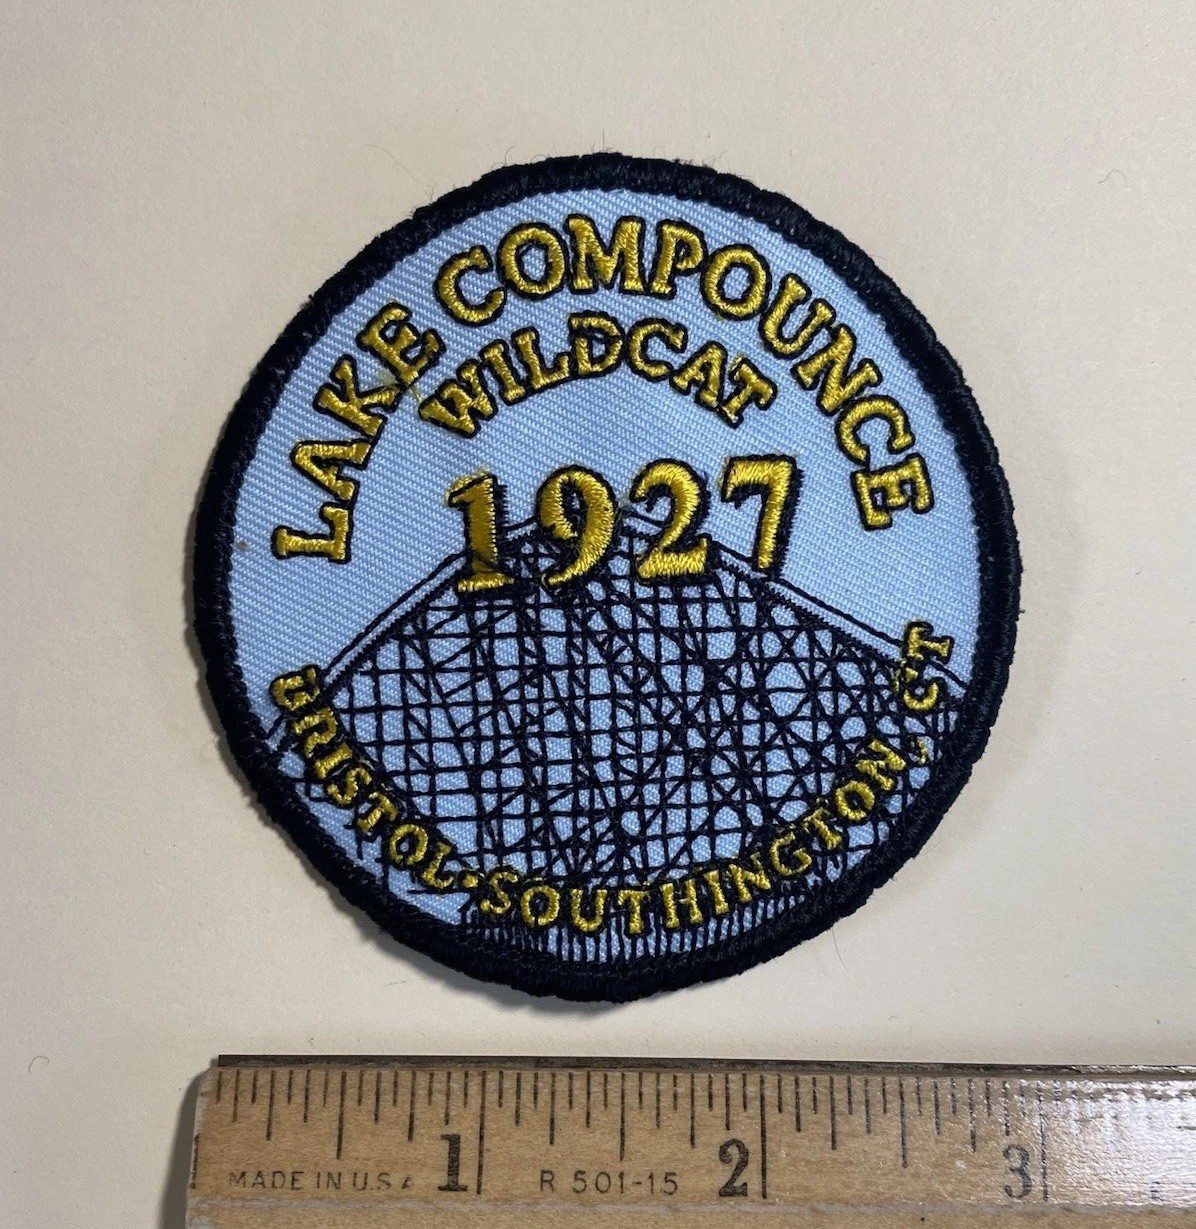 LAKE COMPOUNCE
WILDCAT
1927
BRISTOL·SOUTHINGTON, CT
1 2 3
MADE IN U.S.A R 501-15